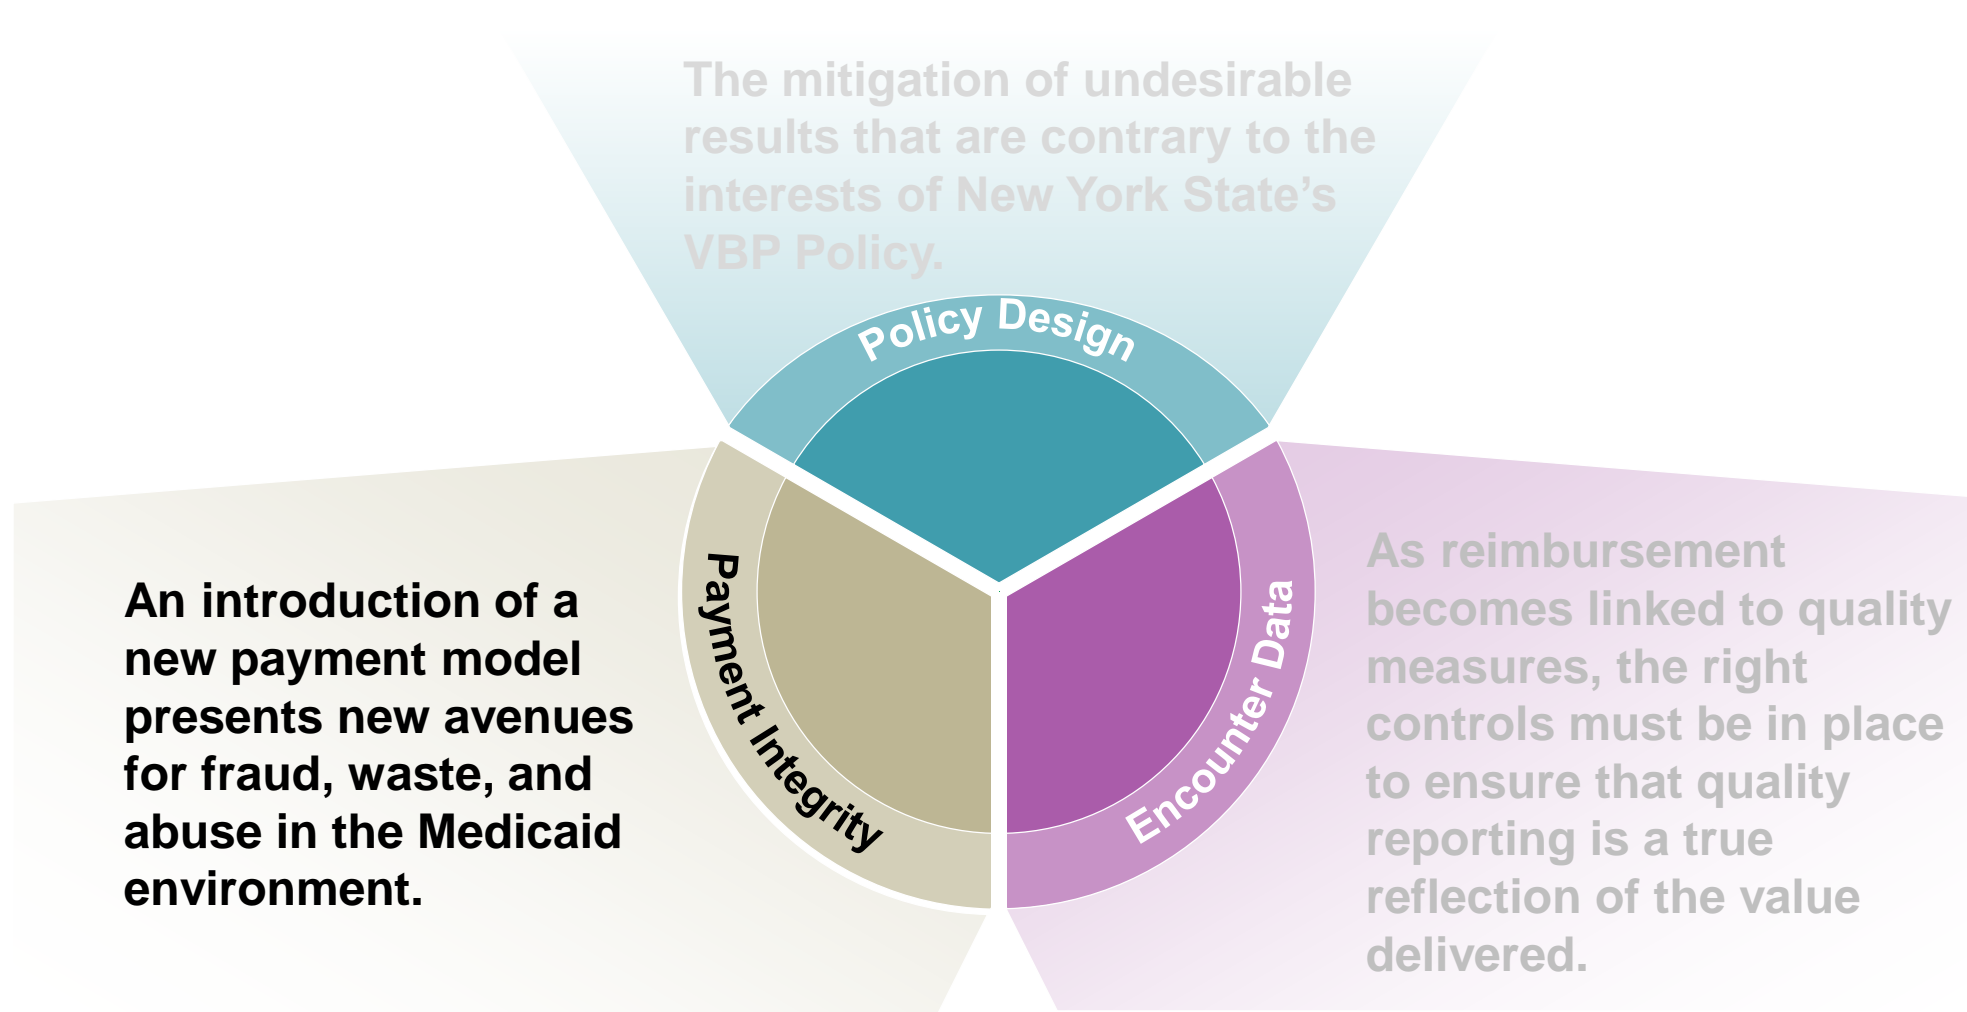 The mitigation of undesirable
results that are contrary to the
interests of New York State’s
VBP Policy.
Policy Design
Payment Integrity
Encounter Data
An introduction of a
new payment model
presents new avenues
for fraud, waste, and
abuse in the Medicaid
environment.
As reimbursement
becomes linked to quality
measures, the right
controls must be in place
to ensure that quality
reporting is a true
reflection of the value
delivered.